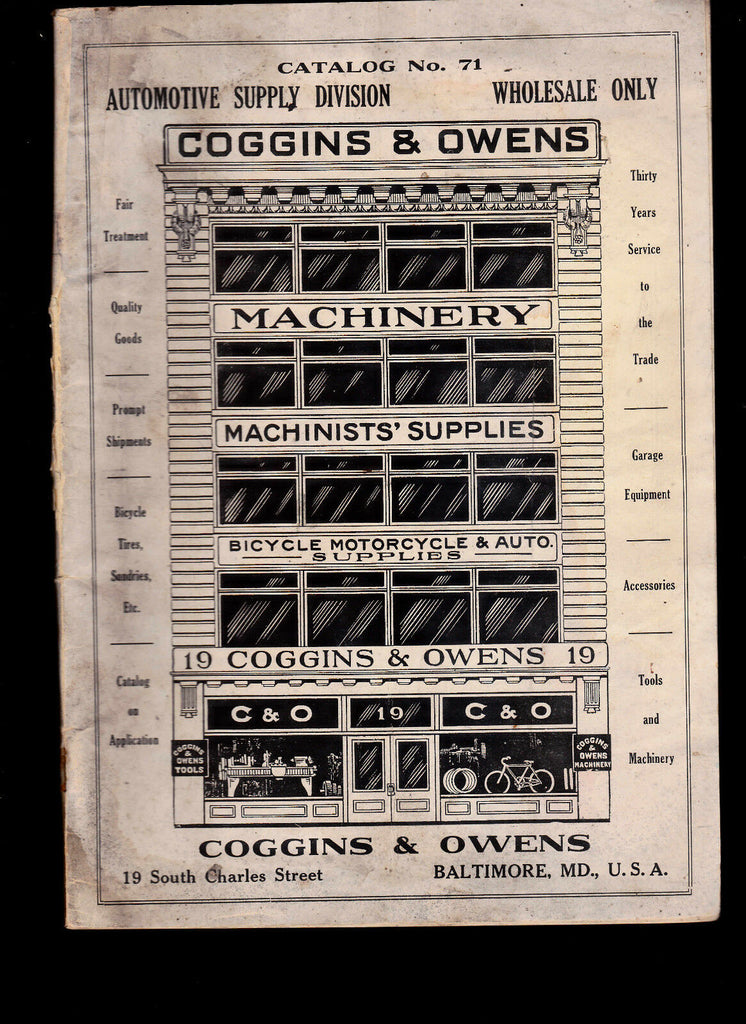 CATALOG No. 71
AUTOMOTIVE SUPPLY DIVISION
WHOLESALE ONLY
COGGINS & OWENS
MACHINERY
MACHINISTS' SUPPLIES
BICYCLE MOTORCYCLE & AUTO.
SUPPLIES
19 COGGINS & OWENS 19
C & O
19
C & O
COGGINS
&
OWENS
TOOLS
COGGINS
&
OWENS
MACHINERY
Fair
Treatment
Quality
Goods
Prompt
Shipments
Bicycle
Tires,
Sundries,
Etc.
Catalog
on
Application
Thirty
Years
Service
to
the
Trade
Garage
Equipment
Accessories
Tools
and
Machinery
COGGINS & OWENS
19 South Charles Street
BALTIMORE, MD., U. S. A.